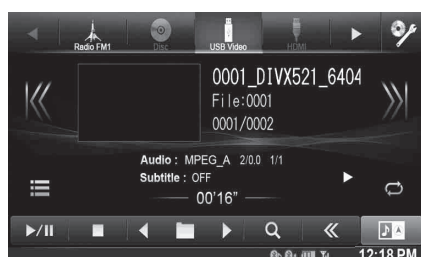 Radio FM1 Disc USB Video HDMI
0001_DIVX521_6404
File:0001
0001/0002
Audio : MPEG_A 2/0.0 1/1
Subtitle : OFF
00'16"
12:18 PM